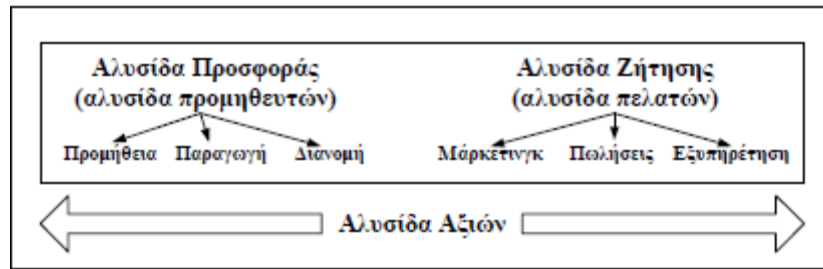 Αλυσίδα Προσφοράς
(αλυσίδα προμηθευτών)
Προμήθεια Παραγωγή Διανομή
Αλυσίδα Ζήτησης
(αλυσίδα πελατών)
Μάρκετινγκ Πωλήσεις Εξυπηρέτηση
Αλυσίδα Αξιών